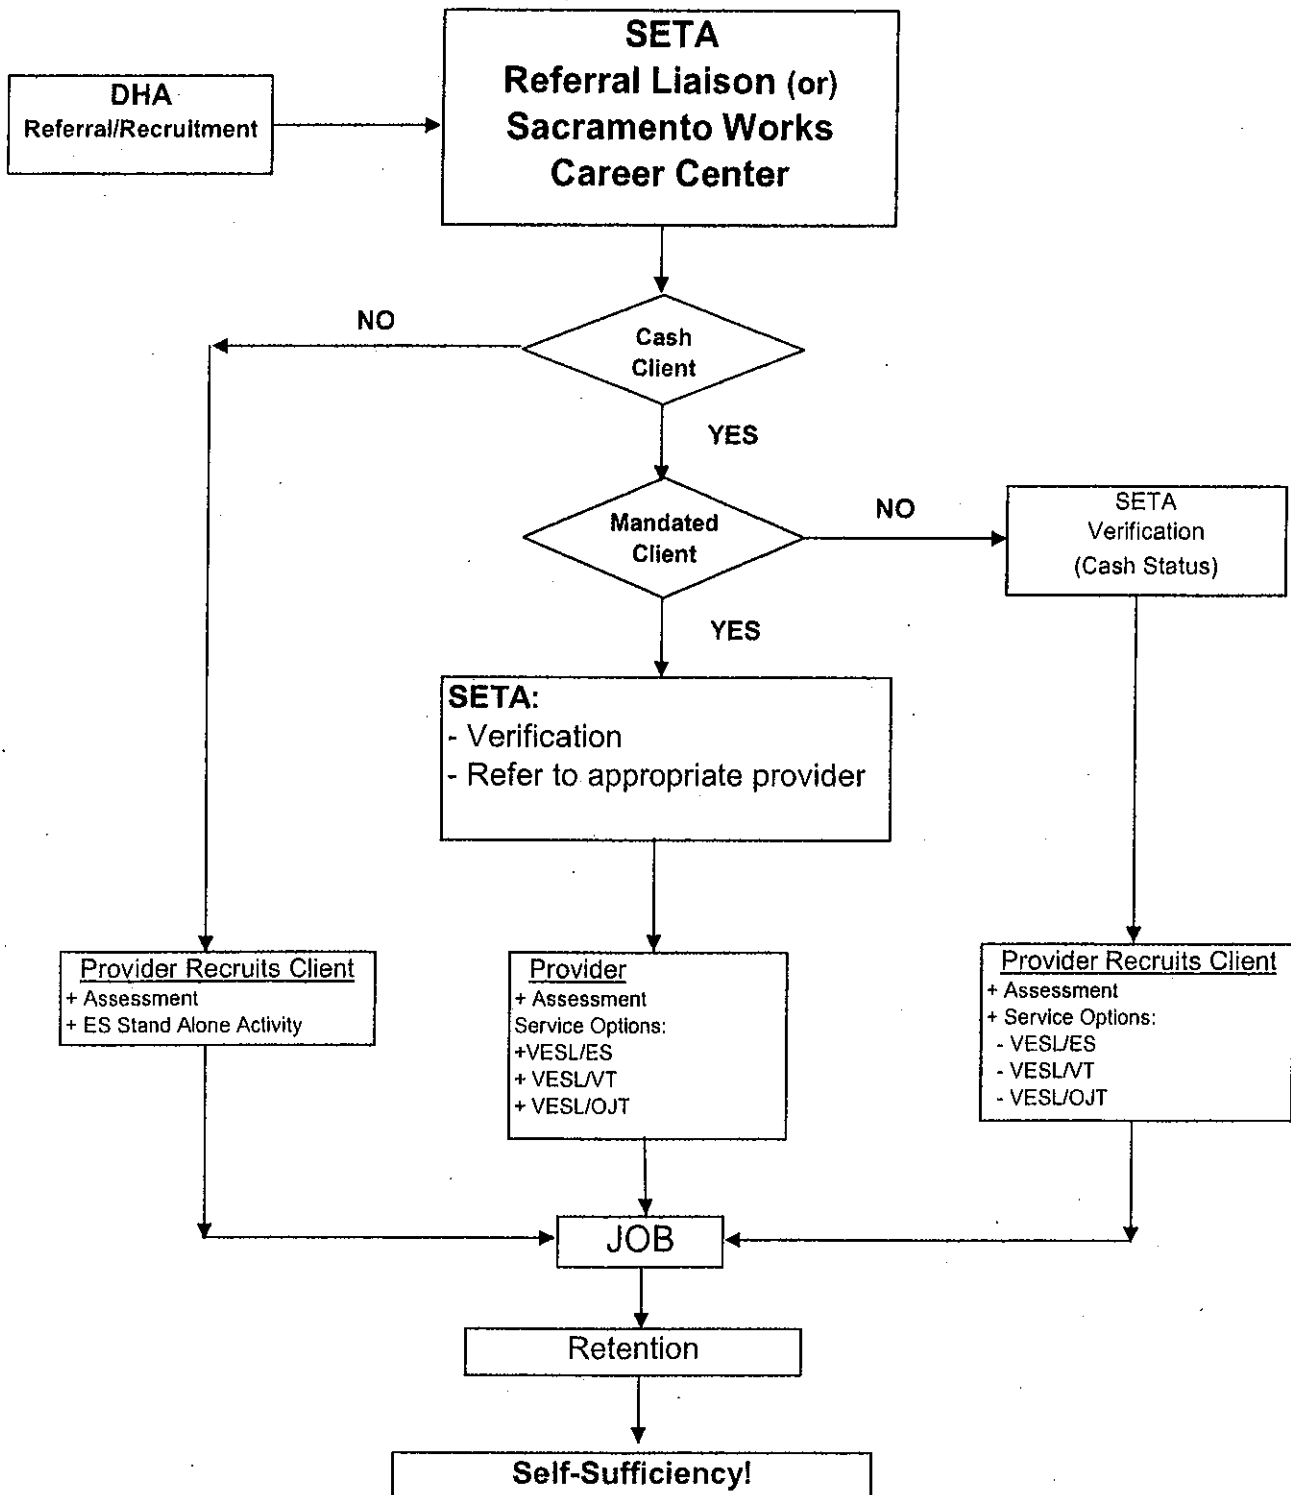 SETA
Referral Liaison (or)
Sacramento Works
Career Center
DHA
Referral/Recruitment
NO
Cash
Client
YES
Mandated
Client
NO
SETA
Verification
(Cash Status)
YES
SETA:
- Verification
- Refer to appropriate provider
Provider Recruits Client
+ Assessment
+ ES Stand Alone Activity
Provider
+ Assessment
Service Options:
+VESL/ES
+ VESL/VT
+ VESL/OJT
Provider Recruits Client
+ Assessment
+ Service Options:
- VESL/ES
- VESL/VT
- VESL/OJT
JOB
Retention
Self-Sufficiency!